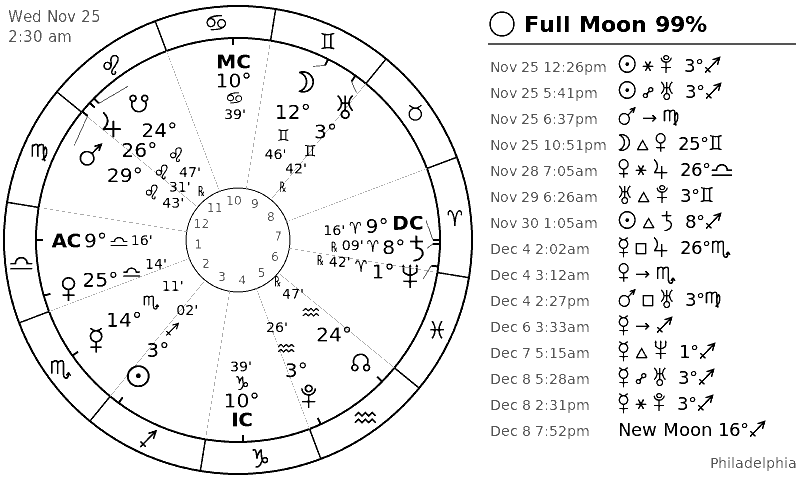 Wed Nov 25
2:30 am
○ Full Moon 99%
Nov 25 12:26pm ☉ ⚹ ⯓ 3°♐
Nov 25 5:41pm ☉ ☍ ♅ 3°♐
Nov 25 6:37pm ♂ → ♍
Nov 25 10:51pm ☽ △ ♀ 25°♊
Nov 28 7:05am ♀ ⚹ ♃ 26°♎
Nov 29 6:26am ♅ △ ⯓ 3°♊
Nov 30 1:05am ☉ △ ♄ 8°♐
Dec 4 2:02am ☿ □ ♃ 26°♏
Dec 4 3:12am ♀ → ♏
Dec 4 2:27pm ♂ □ ♅ 3°♍
Dec 6 3:33am ☿ → ♐
Dec 7 5:15am ☿ △ ♆ 1°♐
Dec 8 5:28am ☿ ☍ ♅ 3°♐
Dec 8 2:31pm ☿ ⚹ ⯓ 3°♐
Dec 8 7:52pm New Moon 16°♐
Philadelphia
♋
♊
♉
♈
♓
♒
♑
♐
♏
♎
♍
♌
MC
10°
♋
39'
☽
12°
♊
46'
♅
3°
♊
42'
℞
☋
24°
♌
47'
℞
♃
26°
♌
31'
♂
29°
♌
43'
AC 9° ♎ 16'
♀ 25° ♎ 14'
☿
14°
♏
11'
☉
3°
♐
02'
16' ♈ 9° DC
℞ 09' ♈ 8° ♄
℞ 42' ♈ 1° ♆
℞
47'
♒
24°
☊
26'
♒
3°
⯓
39'
♑
10°
IC
1
2
3
4
5
6
7
8
9
10
11
12